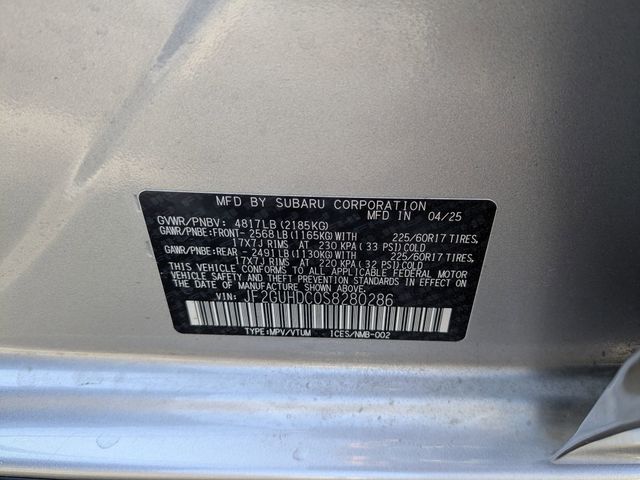 MFD BY SUBARU CORPORATION
GVWR/PNBV: 4817LB (2185KG) MFD. IN 04/25
GAWR/PNBE:FRONT- 2568LB (1165KG) WITH 225/60R17 TIRES,
17X7J RIMS AT 230 KPA (33 PSI) COLD
GAWR/PNBE:REAR - 2491LB (1130KG) WITH 225/60R17 TIRES,
17X7J RIMS AT 220 KPA (32 PSI) COLD
THIS VEHICLE CONFORMS TO ALL APPLICABLE FEDERAL MOTOR
VEHICLE SAFETY AND THEFT PREVENTION STANDARDS IN EFFECT ON
THE DATE OF MANUFACTURE SHOWN ABOVE.
VIN: JF2GUHDC0S8280286
TYPE:MPV/VTUM ICES/NMB-002